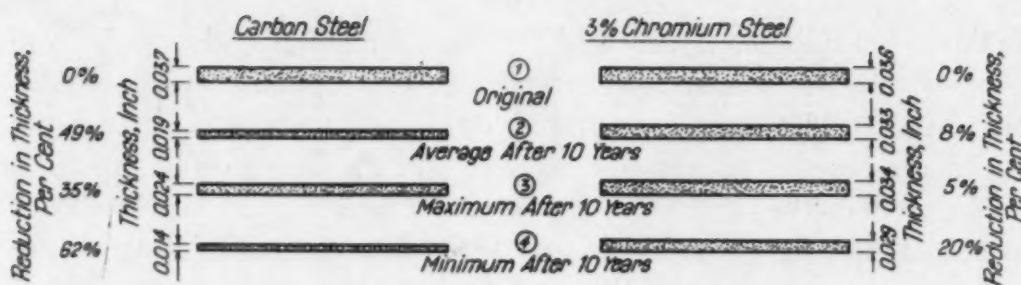 Carbon Steel
3% Chromium Steel
Reduction in Thickness,
Per Cent
0%
49%
35%
62%
Thickness, Inch
0.037
0.019
0.024
0.014
1
Original
2
Average After 10 Years
3
Maximum After 10 Years
4
Minimum After 10 Years
0.036
0.033
0.034
0.029
Thickness, Inch
0%
8%
5%
20%
Reduction in Thickness,
Per Cent